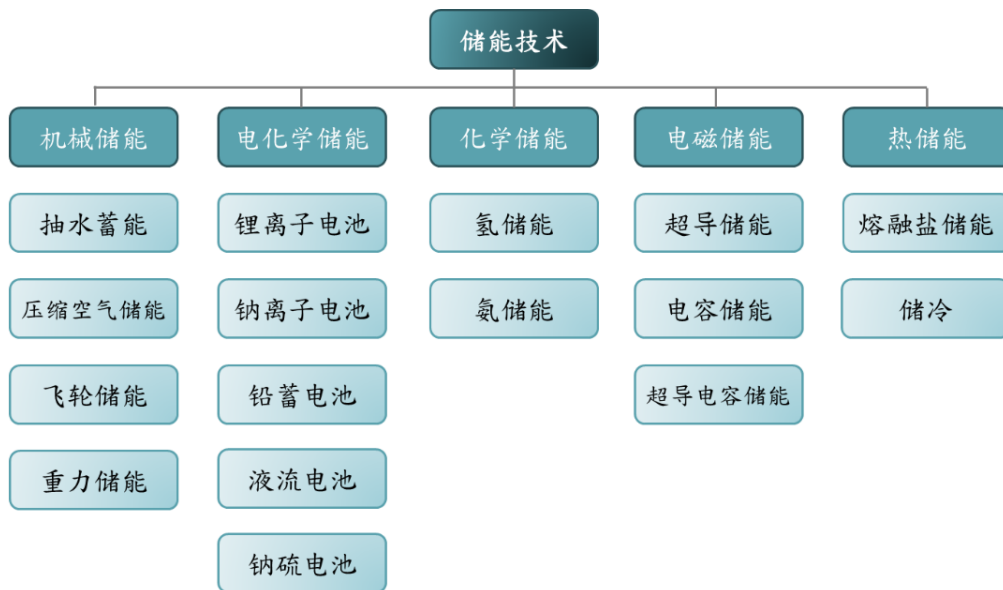 储能技术
机械储能
电化学储能
化学储能
电磁储能
热储能
抽水蓄能
锂离子电池
氢储能
超导储能
熔融盐储能
压缩空气储能
钠离子电池
氨储能
电容储能
储冷
飞轮储能
铅蓄电池
超导电容储能
重力储能
液流电池
钠硫电池